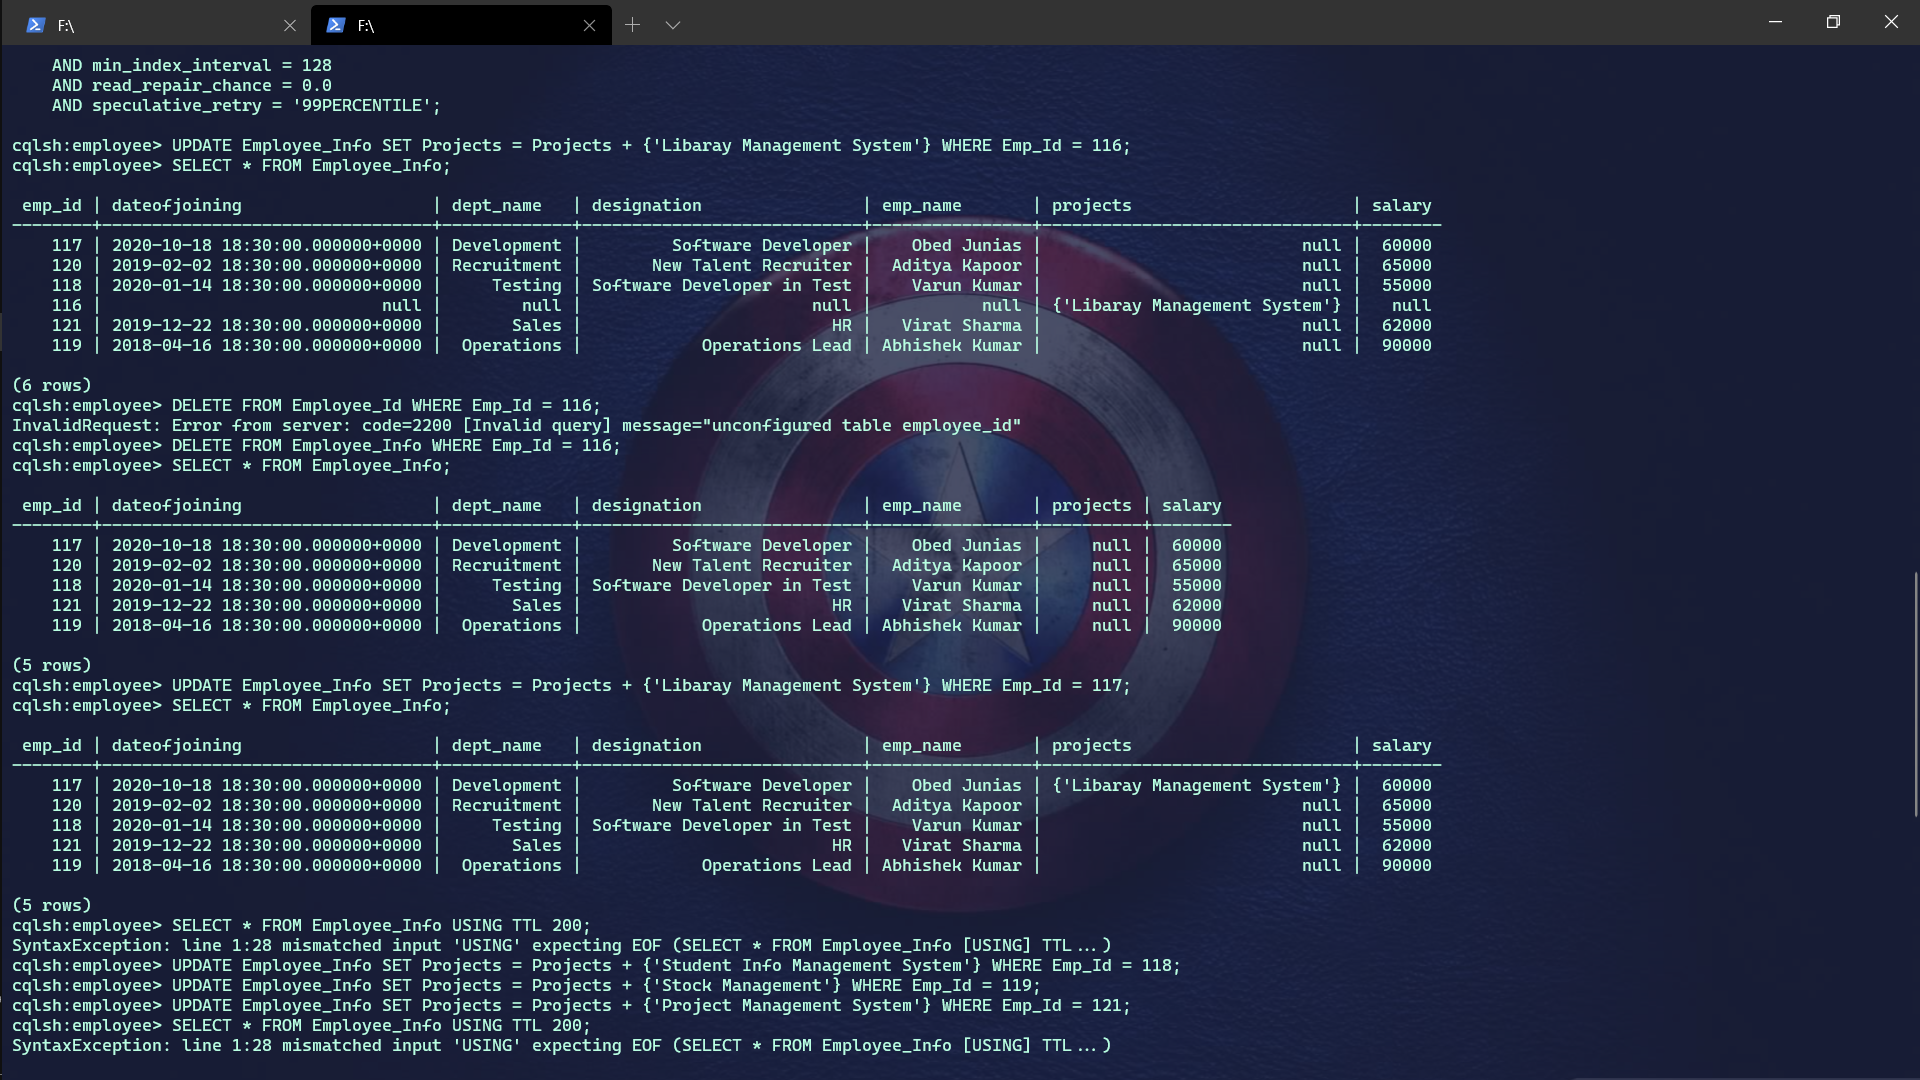 F:\
F:\
    AND min_index_interval = 128
    AND read_repair_chance = 0.0
    AND speculative_retry = '99PERCENTILE';
cqlsh:employee> UPDATE Employee_Info SET Projects = Projects + {'Libaray Management System'} WHERE Emp_Id = 116;
cqlsh:employee> SELECT * FROM Employee_Info;
 emp_id | dateofjoining                   | dept_name   | designation                | emp_name       | projects                      | salary
--------+---------------------------------+-------------+----------------------------+----------------+-------------------------------+--------
    117 | 2020-10-18 18:30:00.000000+0000 | Development |         Software Developer |    Obed Junias |                          null |  60000
    120 | 2019-02-02 18:30:00.000000+0000 | Recruitment |       New Talent Recruiter |  Aditya Kapoor |                          null |  65000
    118 | 2020-01-14 18:30:00.000000+0000 |     Testing | Software Developer in Test |    Varun Kumar |                          null |  55000
    116 |                            null |        null |                       null |           null | {'Libaray Management System'} |   null
    121 | 2019-12-22 18:30:00.000000+0000 |       Sales |                         HR |   Virat Sharma |                          null |  62000
    119 | 2018-04-16 18:30:00.000000+0000 |  Operations |            Operations Lead | Abhishek Kumar |                          null |  90000
(6 rows)
cqlsh:employee> DELETE FROM Employee_Id WHERE Emp_Id = 116;
InvalidRequest: Error from server: code=2200 [Invalid query] message="unconfigured table employee_id"
cqlsh:employee> DELETE FROM Employee_Info WHERE Emp_Id = 116;
cqlsh:employee> SELECT * FROM Employee_Info;
 emp_id | dateofjoining                   | dept_name   | designation                | emp_name       | projects | salary
--------+---------------------------------+-------------+----------------------------+----------------+----------+--------
    117 | 2020-10-18 18:30:00.000000+0000 | Development |         Software Developer |    Obed Junias |     null |  60000
    120 | 2019-02-02 18:30:00.000000+0000 | Recruitment |       New Talent Recruiter |  Aditya Kapoor |     null |  65000
    118 | 2020-01-14 18:30:00.000000+0000 |     Testing | Software Developer in Test |    Varun Kumar |     null |  55000
    121 | 2019-12-22 18:30:00.000000+0000 |       Sales |                         HR |   Virat Sharma |     null |  62000
    119 | 2018-04-16 18:30:00.000000+0000 |  Operations |            Operations Lead | Abhishek Kumar |     null |  90000
(5 rows)
cqlsh:employee> UPDATE Employee_Info SET Projects = Projects + {'Libaray Management System'} WHERE Emp_Id = 117;
cqlsh:employee> SELECT * FROM Employee_Info;
 emp_id | dateofjoining                   | dept_name   | designation                | emp_name       | projects                      | salary
--------+---------------------------------+-------------+----------------------------+----------------+-------------------------------+--------
    117 | 2020-10-18 18:30:00.000000+0000 | Development |         Software Developer |    Obed Junias | {'Libaray Management System'} |  60000
    120 | 2019-02-02 18:30:00.000000+0000 | Recruitment |       New Talent Recruiter |  Aditya Kapoor |                          null |  65000
    118 | 2020-01-14 18:30:00.000000+0000 |     Testing | Software Developer in Test |    Varun Kumar |                          null |  55000
    121 | 2019-12-22 18:30:00.000000+0000 |       Sales |                         HR |   Virat Sharma |                          null |  62000
    119 | 2018-04-16 18:30:00.000000+0000 |  Operations |            Operations Lead | Abhishek Kumar |                          null |  90000
(5 rows)
cqlsh:employee> SELECT * FROM Employee_Info USING TTL 200;
SyntaxException: line 1:28 mismatched input 'USING' expecting EOF (SELECT * FROM Employee_Info [USING] TTL...)
cqlsh:employee> UPDATE Employee_Info SET Projects = Projects + {'Student Info Management System'} WHERE Emp_Id = 118;
cqlsh:employee> UPDATE Employee_Info SET Projects = Projects + {'Stock Management'} WHERE Emp_Id = 119;
cqlsh:employee> UPDATE Employee_Info SET Projects = Projects + {'Project Management System'} WHERE Emp_Id = 121;
cqlsh:employee> SELECT * FROM Employee_Info USING TTL 200;
SyntaxException: line 1:28 mismatched input 'USING' expecting EOF (SELECT * FROM Employee_Info [USING] TTL...)